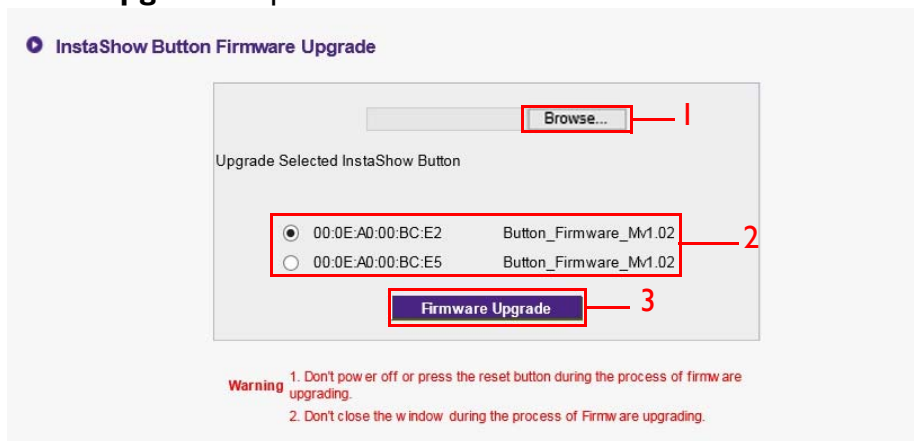 InstaShow Button Firmware Upgrade
Browse... 1
Upgrade Selected InstaShow Button
00:0E:A0:00:BC:E2 Button_Firmware_Mv1.02
2
00:0E:A0:00:BC:E5 Button_Firmware_Mv1.02
Firmware Upgrade 3
Warning 1. Don't power off or press the reset button during the process of firmware
upgrading.
2. Don't close the window during the process of Firmware upgrading.